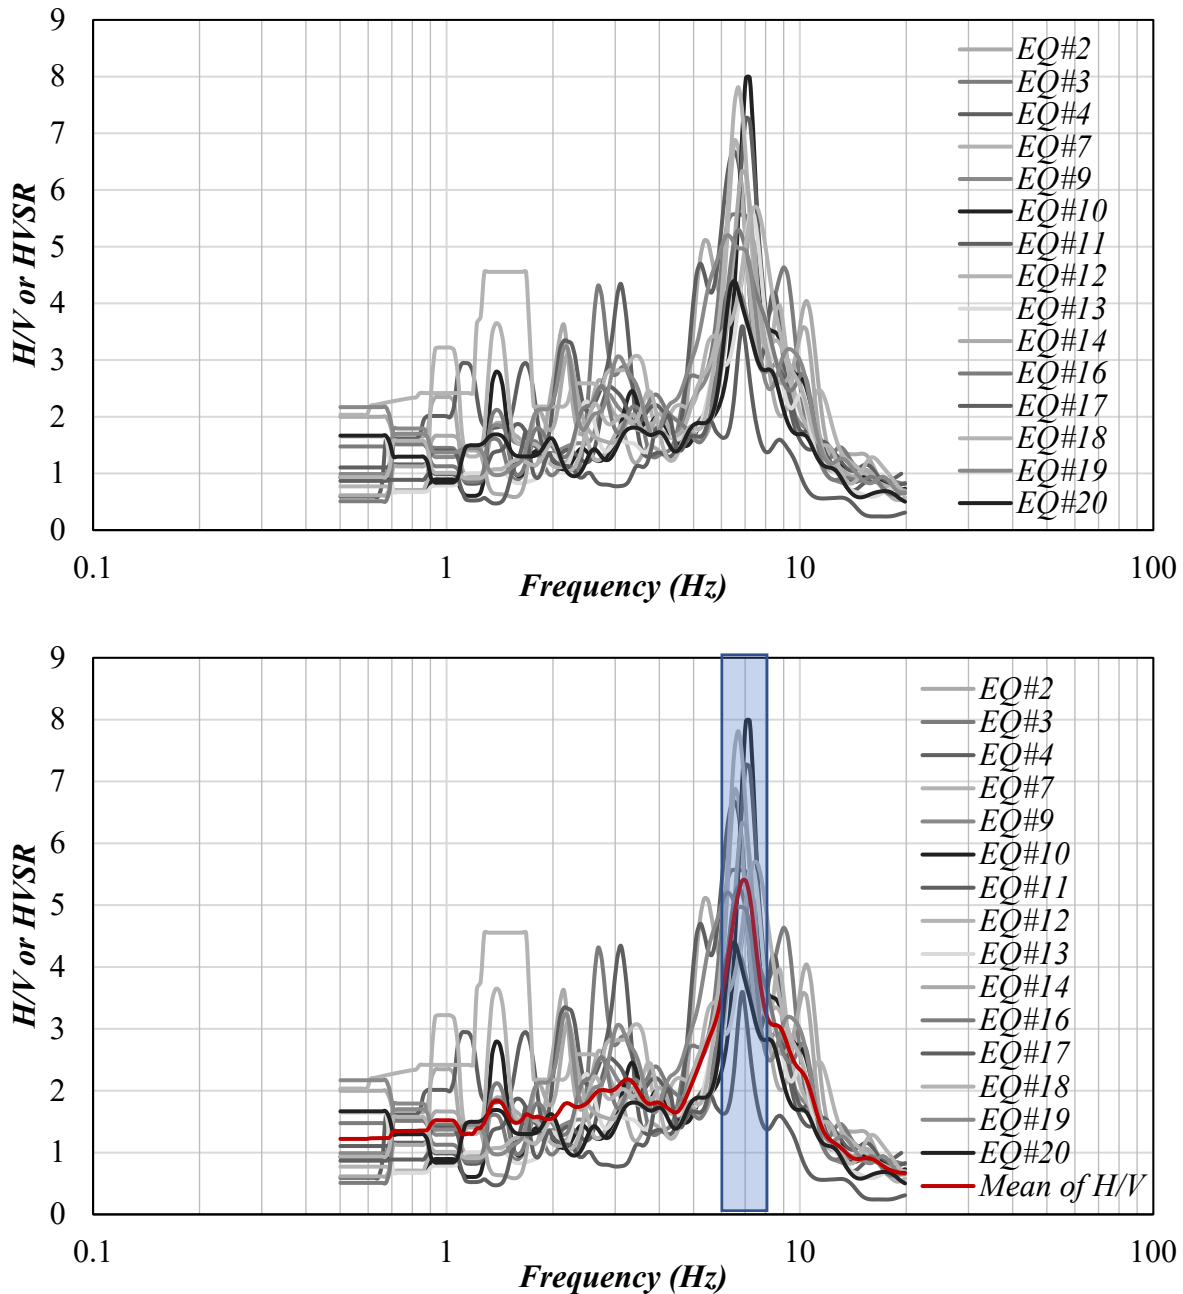 9
8
7
6
5
4
3
2
1
0
H/V or HVSR
EQ#2
EQ#3
EQ#4
EQ#7
EQ#9
EQ#10
EQ#11
EQ#12
EQ#13
EQ#14
EQ#16
EQ#17
EQ#18
EQ#19
EQ#20
0.1 1 10 100
Frequency (Hz)
9
8
7
6
5
4
3
2
1
0
H/V or HVSR
EQ#2
EQ#3
EQ#4
EQ#7
EQ#9
EQ#10
EQ#11
EQ#12
EQ#13
EQ#14
EQ#16
EQ#17
EQ#18
EQ#19
EQ#20
Mean of H/V
0.1 1 10 100
Frequency (Hz)